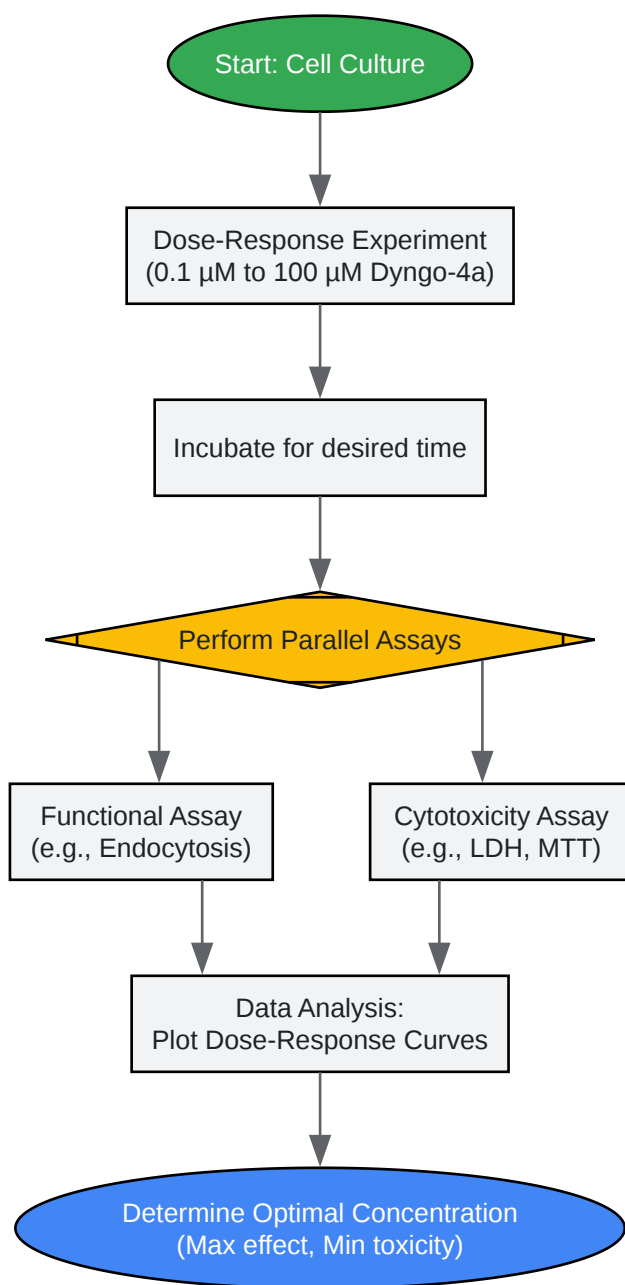 Start: Cell Culture
Dose-Response Experiment
(0.1 µM to 100 µM Dyngo-4a)
Incubate for desired time
Perform Parallel Assays
Functional Assay
(e.g., Endocytosis)
Cytotoxicity Assay
(e.g., LDH, MTT)
Data Analysis:
Plot Dose-Response Curves
Determine Optimal Concentration
(Max effect, Min toxicity)